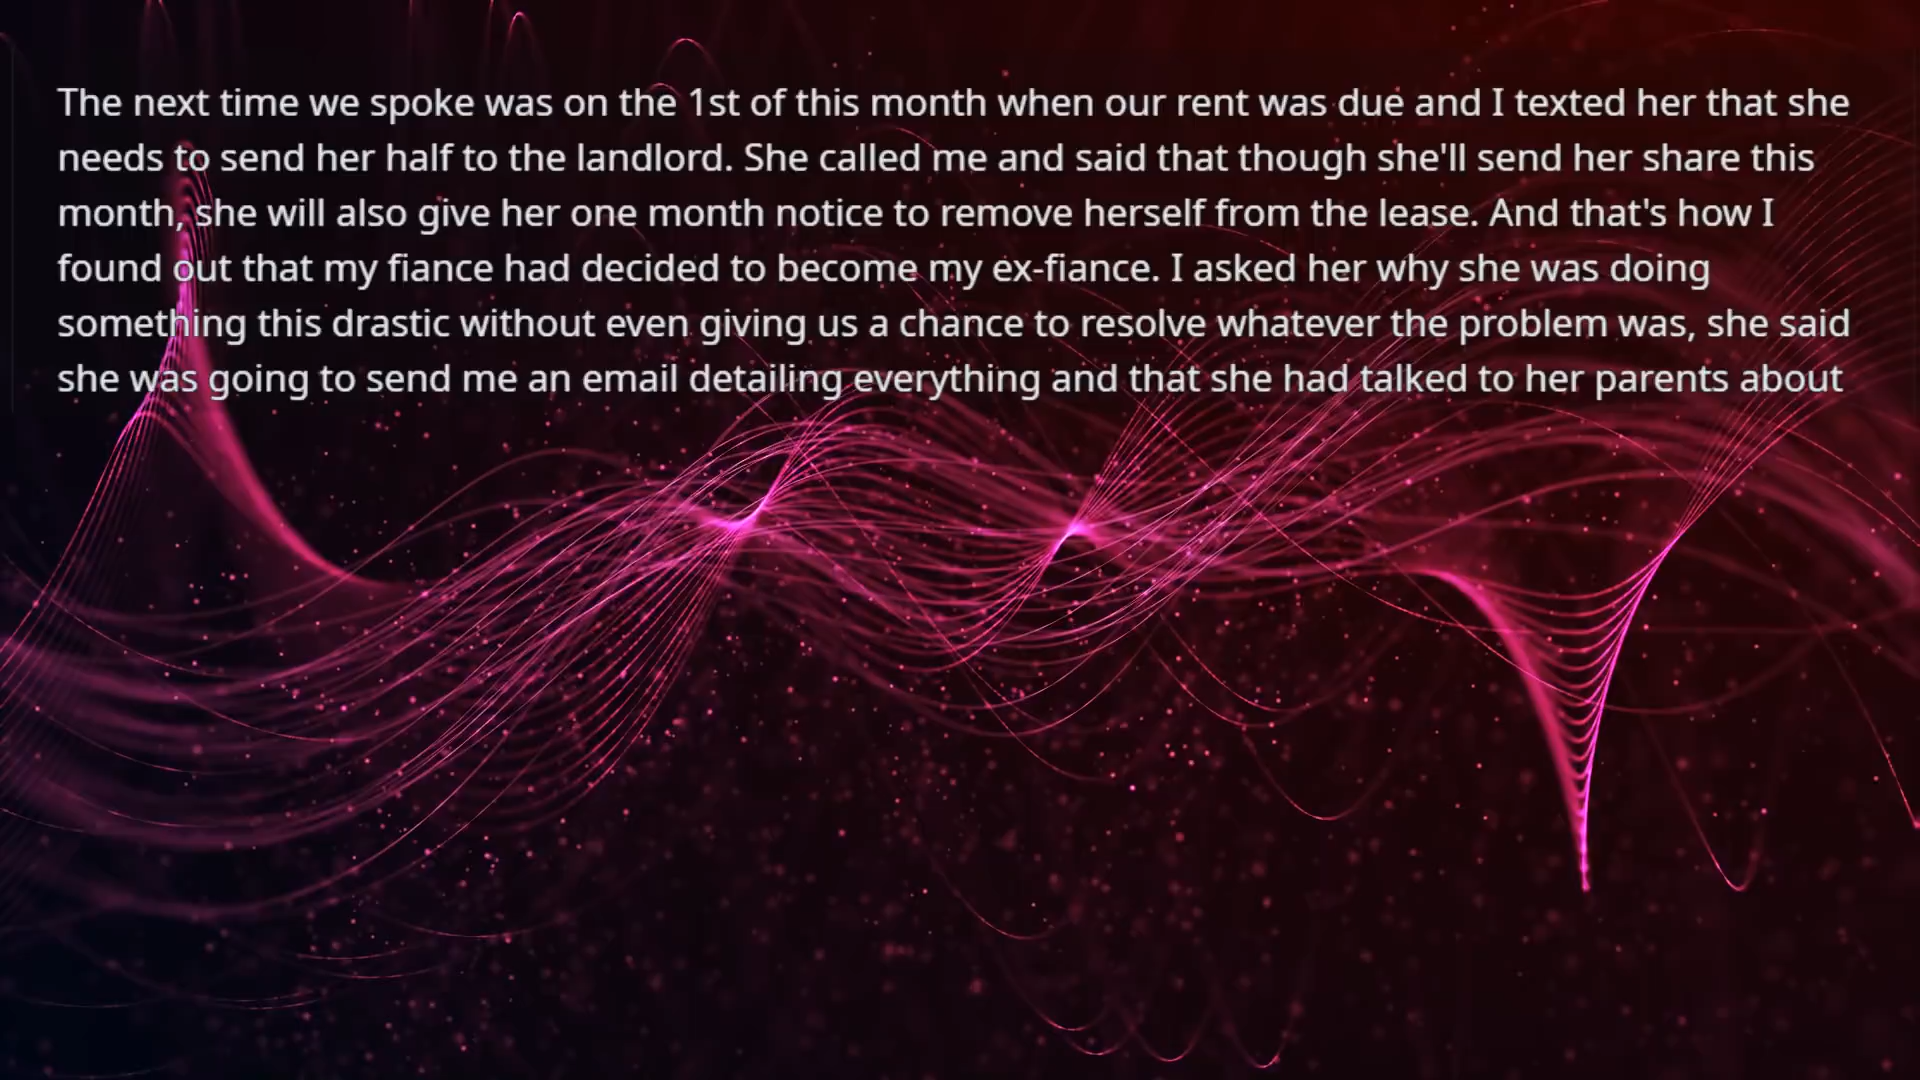 The next time we spoke was on the 1st of this month when our rent was due and I texted her that she
needs to send her half to the landlord. She called me and said that though she'll send her share this
month, she will also give her one month notice to remove herself from the lease. And that's how I
found out that my fiance had decided to become my ex-fiance. I asked her why she was doing
something this drastic without even giving us a chance to resolve whatever the problem was, she said
she was going to send me an email detailing everything and that she had talked to her parents about